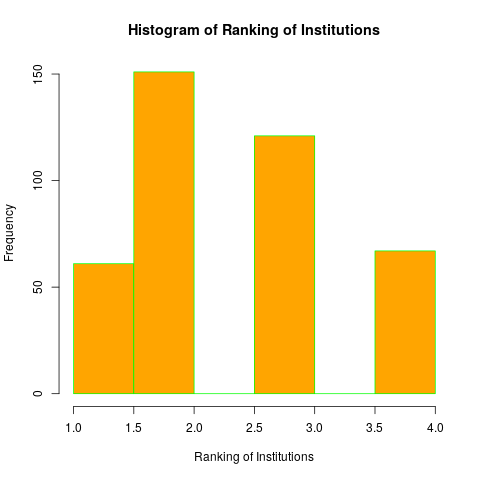 Histogram of Ranking of Institutions
Frequency
150
100
50
0
1.0 1.5 2.0 2.5 3.0 3.5 4.0
Ranking of Institutions